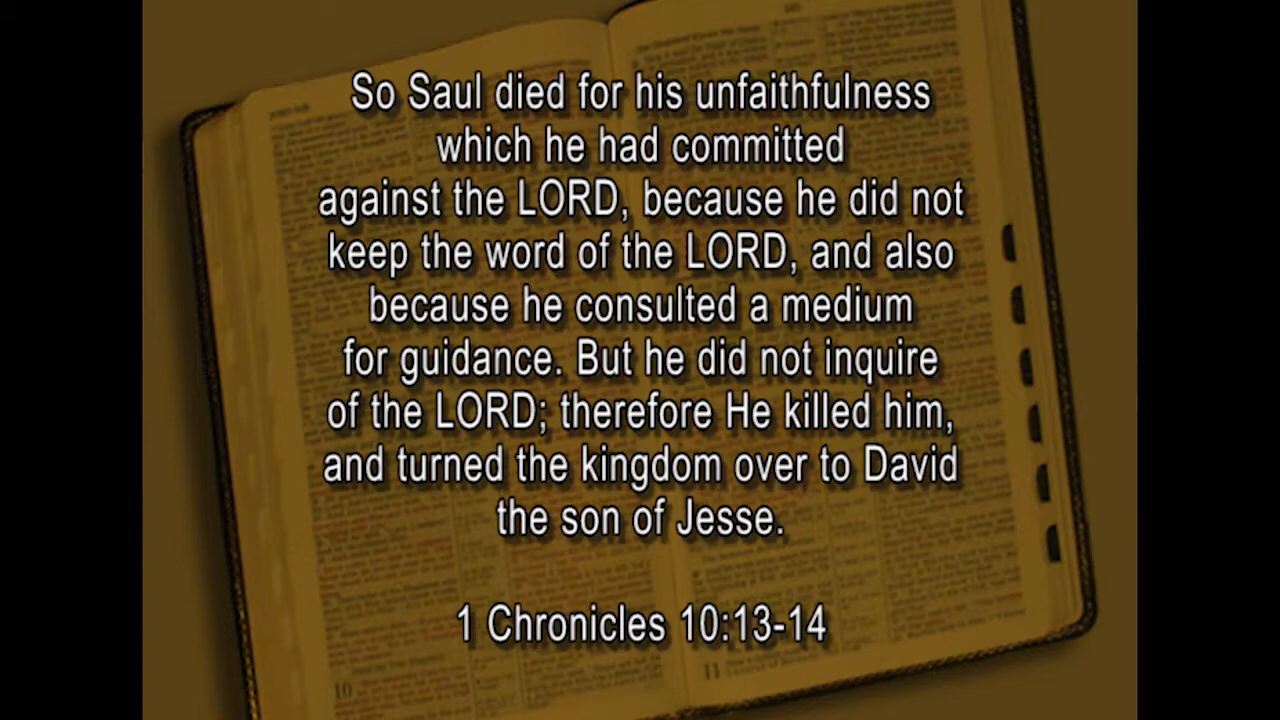 So Saul died for his unfaithfulness
which he had committed
against the LORD, because he did not
keep the word of the LORD, and also
because he consulted a medium
for guidance. But he did not inquire
of the LORD; therefore He killed him,
and turned the kingdom over to David
the son of Jesse.
1 Chronicles 10:13-14
10
11